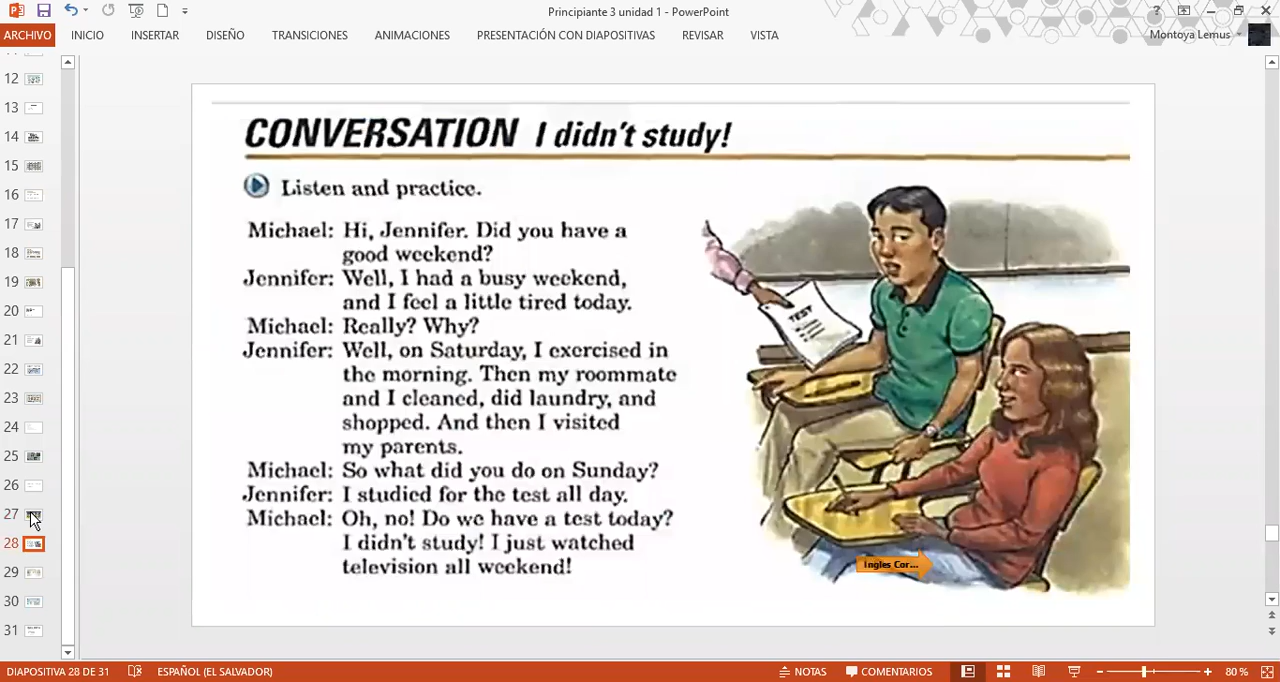 Principiante 3 unidad 1 - PowerPoint
ARCHIVO INICIO INSERTAR DISEÑO TRANSICIONES ANIMACIONES PRESENTACIÓN CON DIAPOSITIVAS REVISAR VISTA Montoya Lemus
12
13
14
15
16
17
18
19
20
21
22
23
24
25
26
27
28
29
30
31
CONVERSATION I didn't study!
Listen and practice.
Michael: Hi, Jennifer. Did you have a
good weekend?
Jennifer: Well, I had a busy weekend,
and I feel a little tired today.
Michael: Really? Why?
Jennifer: Well, on Saturday, I exercised in
the morning. Then my roommate
and I cleaned, did laundry, and
shopped. And then I visited
my parents.
Michael: So what did you do on Sunday?
Jennifer: I studied for the test all day.
Michael: Oh, no! Do we have a test today?
I didn't study! I just watched
television all weekend!
TEST
Ingles Cor...
DIAPOSITIVA 28 DE 31 ESPAÑOL (EL SALVADOR) NOTAS COMENTARIOS 80 %